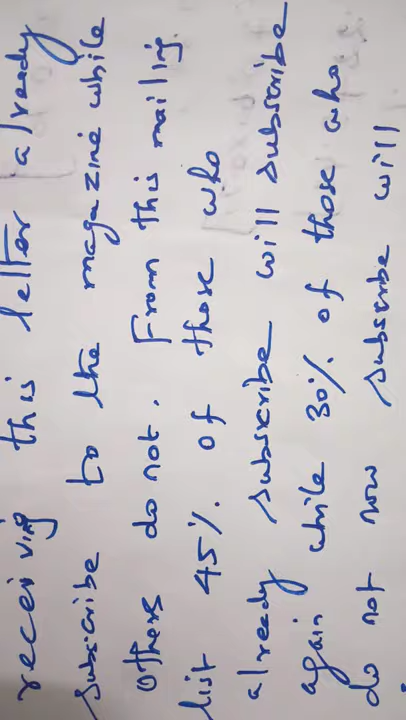 receiving this letter already
subscribe to the magazine while
others do not. From this mailing
list 45% of those who
already subscribe will subscribe
again while 30% of those who
do not now subscribe will